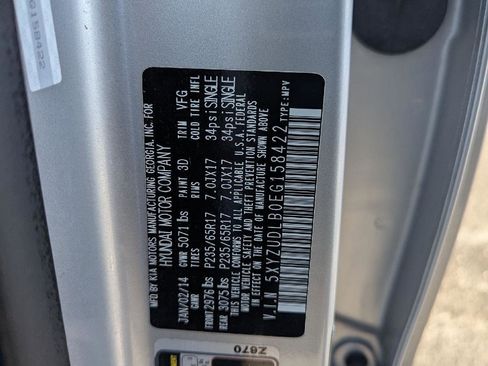 MFD. BY KIA MOTORS MANUFACTURING GEORGIA, INC. FOR
HYUNDAI MOTOR COMPANY
JAN/02/14 GVWR 5071 lbs PAINT 3D TRIM YFG
GAWR TIRES RIMS COLD TIRE INFL
FRONT 2976 lbs P235/65R17 7.0JX17 34psi SINGLE
REAR 3075 lbs P235/65R17 7.0JX17 34psi SINGLE
THIS VEHICLE CONFORMS TO ALL APPLICABLE U.S.A. FEDERAL
MOTOR VEHICLE SAFETY AND THEFT PREVENTION STANDARDS
IN EFFECT ON THE DATE OF MANUFACTURE SHOWN ABOVE
V.I.N 5XYZUDLB0EG158422 TYPE:MPV
G158422
Z670